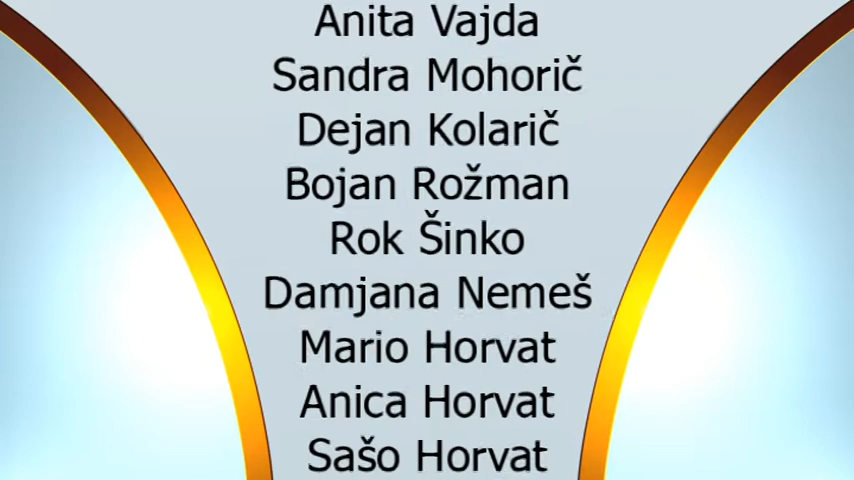 Anita Vajda
Sandra Mohorič
Dejan Kolarič
Bojan Rožman
Rok Šinko
Damjana Nemeš
Mario Horvat
Anica Horvat
Sašo Horvat